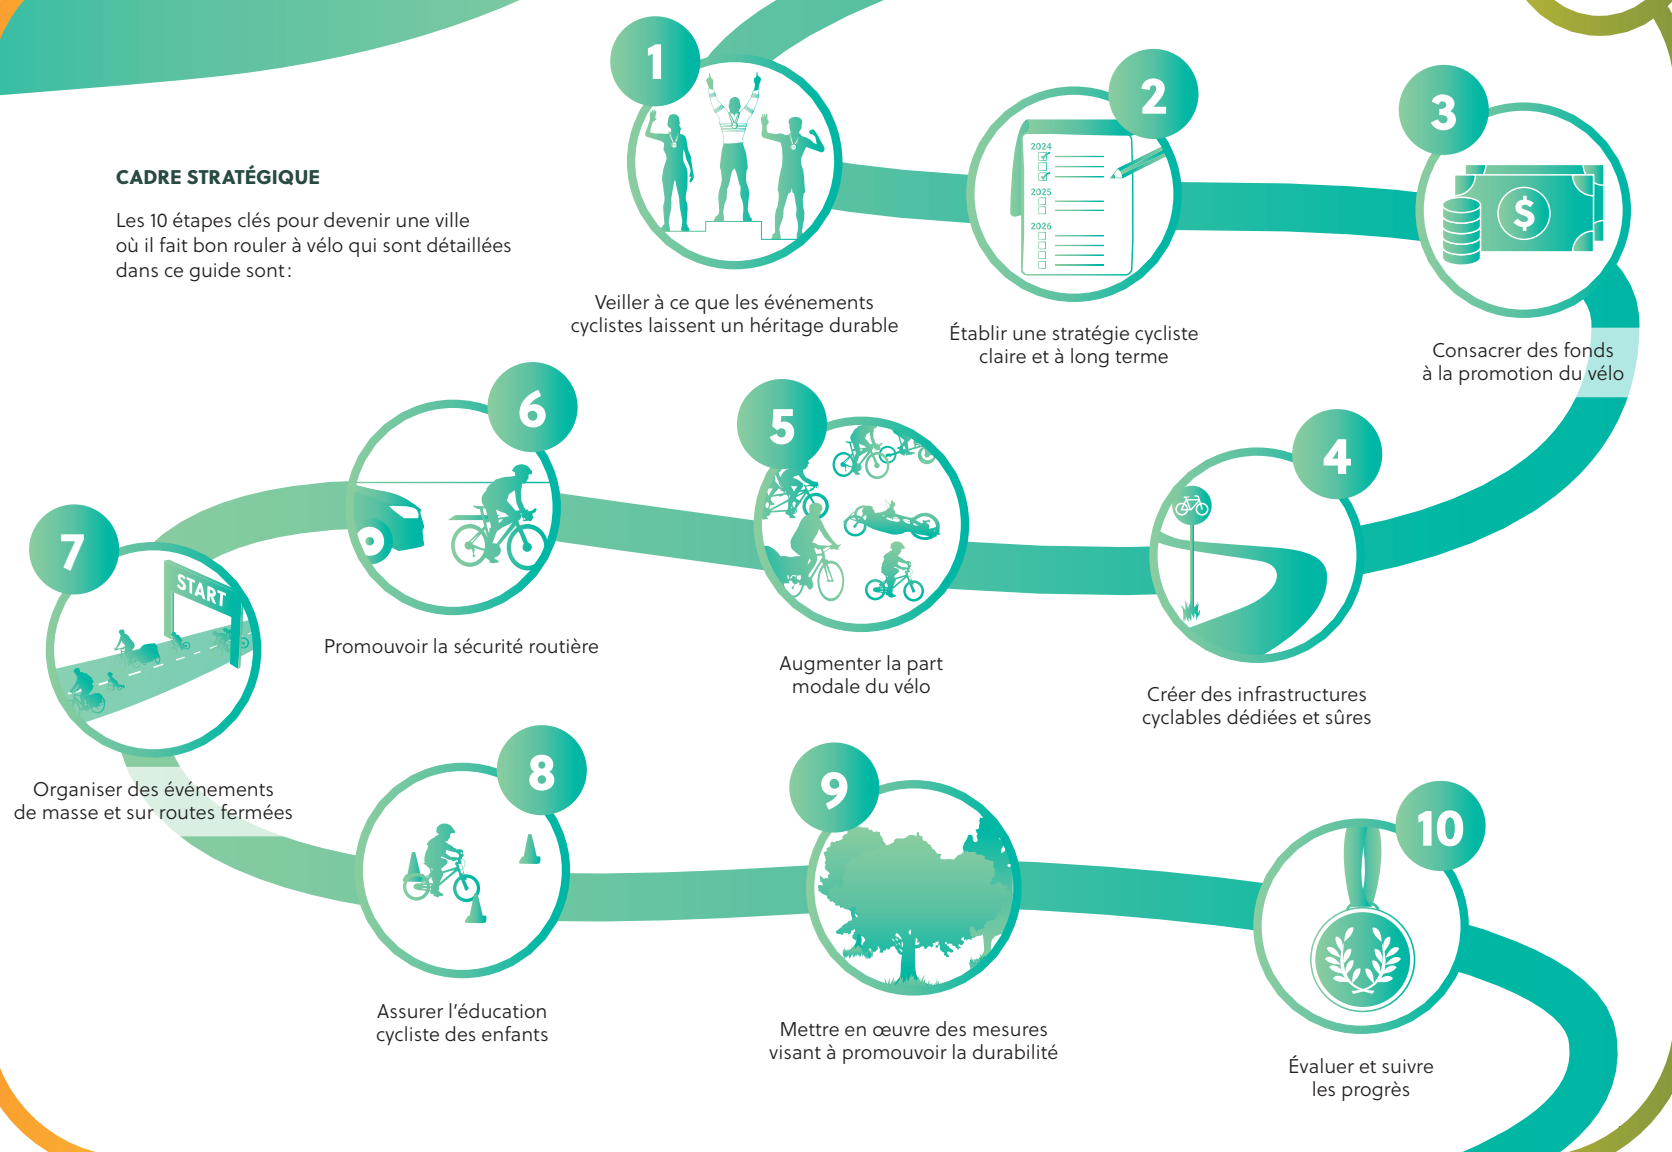 CADRE STRATÉGIQUE
Les 10 étapes clés pour devenir une ville
où il fait bon rouler à vélo qui sont détaillées
dans ce guide sont :
1
Veiller à ce que les événements
cyclistes laissent un héritage durable
2
2024
2025
2026
Établir une stratégie cycliste
claire et à long terme
3
$
Consacrer des fonds
à la promotion du vélo
4
Créer des infrastructures
cyclables dédiées et sûres
5
Augmenter la part
modale du vélo
6
Promouvoir la sécurité routière
7
START
Organiser des événements
de masse et sur routes fermées
8
Assurer l’éducation
cycliste des enfants
9
Mettre en œuvre des mesures
visant à promouvoir la durabilité
10
Évaluer et suivre
les progrès